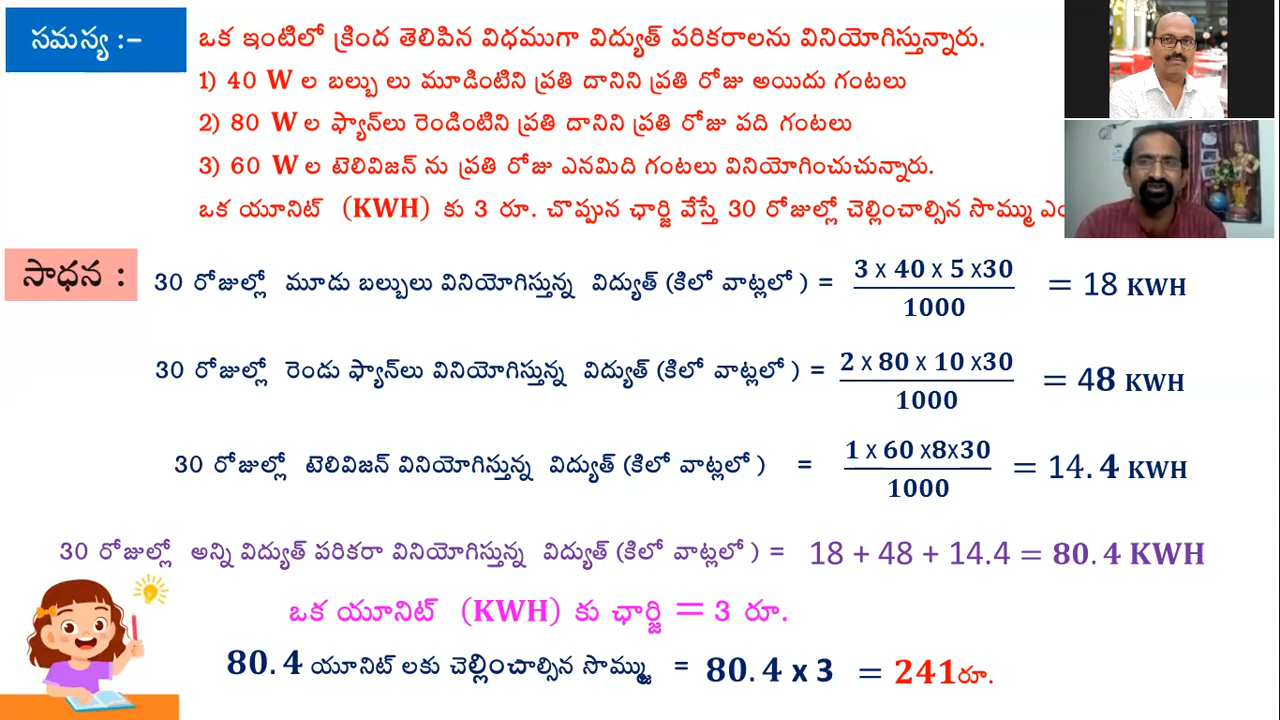 సమస్య :-
ఒక ఇంటిలో క్రింద తెలిపిన విధముగా విద్యుత్ పరికరాలను వినియోగిస్తున్నారు.
1) 40 W ల బల్బు లు మూడింటిని ప్రతి దానిని ప్రతి రోజు అయిదు గంటలు
2) 80 W ల ఫ్యాన్‌లు రెండింటిని ప్రతి దానిని ప్రతి రోజు పది గంటలు
3) 60 W ల టెలివిజన్ ను ప్రతి రోజు ఎనమిది గంటలు వినియోగించుచున్నారు.
ఒక యూనిట్ (KWH) కు 3 రూ. చొప్పున ఛార్జి వేస్తే 30 రోజుల్లో చెల్లించాల్సిన సొమ్ము
సాధన :
30 రోజుల్లో మూడు బల్బులు వినియోగిస్తున్న విద్యుత్ (కిలో వాట్లలో ) = 3 x 40 x 5 x30 / 1000 = 18 KWH
30 రోజుల్లో రెండు ఫ్యాన్‌లు వినియోగిస్తున్న విద్యుత్ (కిలో వాట్లలో ) = 2 x 80 x 10 x30 / 1000 = 48 KWH
30 రోజుల్లో టెలివిజన్ వినియోగిస్తున్న విద్యుత్ (కిలో వాట్లలో ) = 1 x 60 x8x30 / 1000 = 14.4 KWH
30 రోజుల్లో అన్ని విద్యుత్ పరికరా వినియోగిస్తున్న విద్యుత్ (కిలో వాట్లలో ) = 18 + 48 + 14.4 = 80.4 KWH
ఒక యూనిట్ (KWH) కు ఛార్జి = 3 రూ.
80.4 యూనిట్ లకు చెల్లించాల్సిన సొమ్ము = 80.4 x 3 = 241రూ.